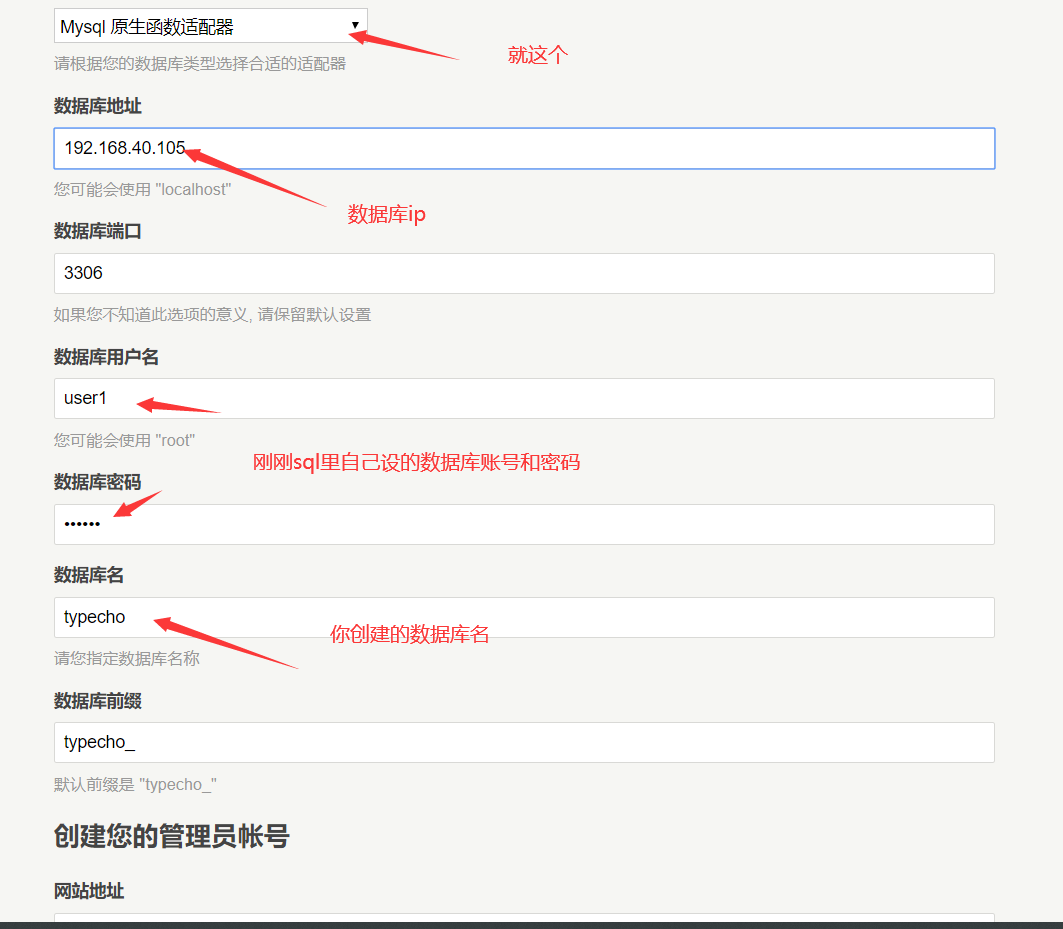 Mysql 原生函数适配器
就这个
请根据您的数据库类型选择合适的适配器
数据库地址
192.168.40.105
您可能会使用 "localhost"
数据库ip
数据库端口
3306
如果您不知道此选项的意义, 请保留默认设置
数据库用户名
user1
您可能会使用 "root"
刚刚sql里自己设的数据库账号和密码
数据库密码
••••••
数据库名
typecho
你创建的数据库名
请您指定数据库名称
数据库前缀
typecho_
默认前缀是 "typecho_"
创建您的管理员帐号
网站地址